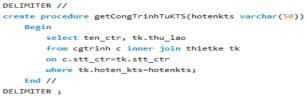 DELIMITER //
create procedure getCongTrinhTuKTS(hotenkts varchar(50))
Begin
select ten_ctr, tk.thu_lao
from cgtrinh c inner join thietke tk
on c.stt_ctr=tk.stt_ctr
where tk.hoten_kts=hotenkts;
End //
DELIMITER ;